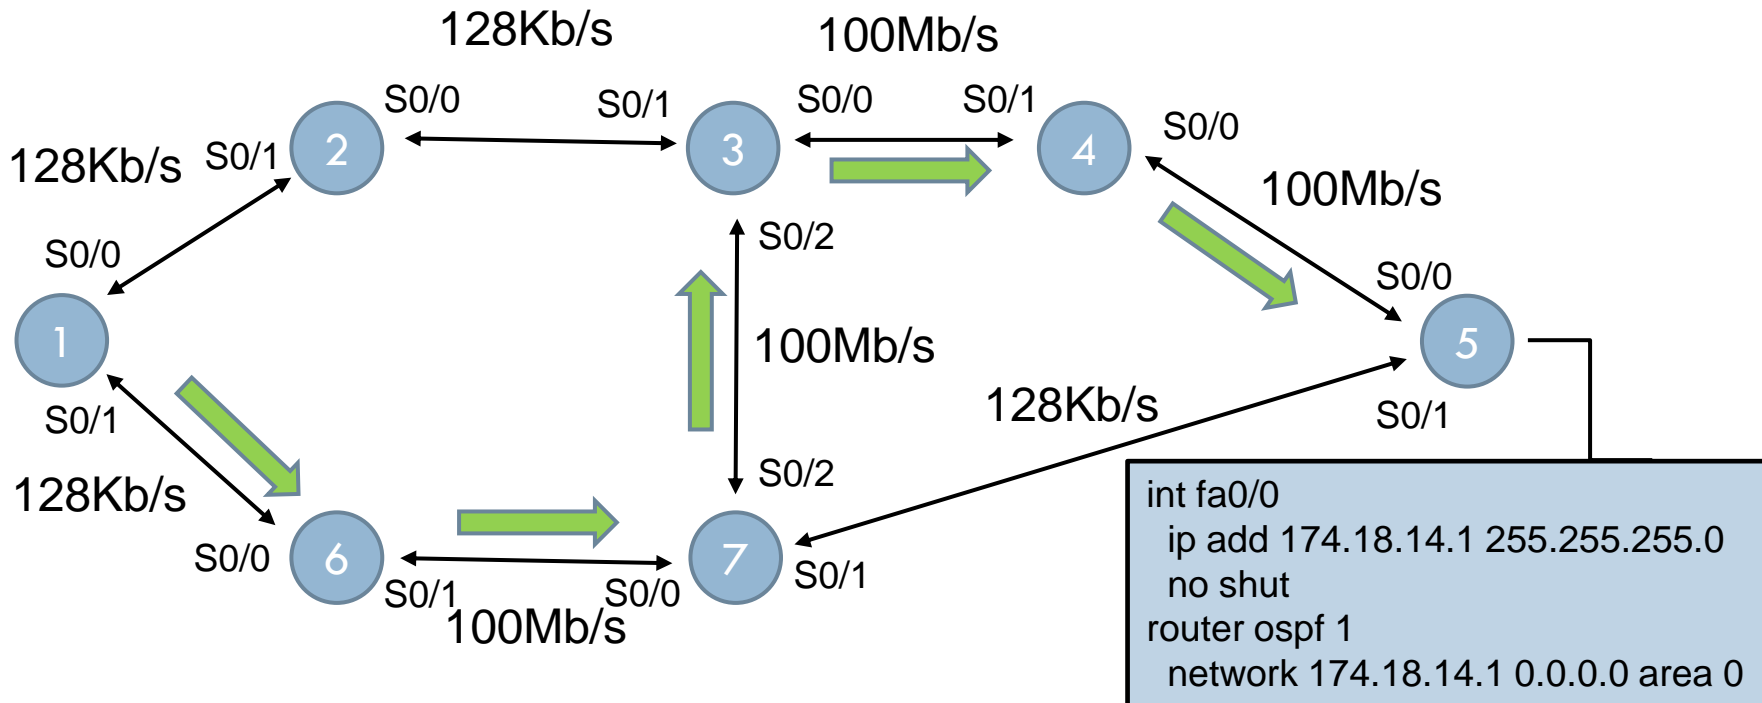 128Kb/s
100Mb/s
S0/0
S0/1
S0/0
S0/1
S0/0
2
3
4
128Kb/s
S0/1
100Mb/s
S0/0
S0/2
S0/0
1
100Mb/s
5
S0/1
128Kb/s
S0/1
128Kb/s
S0/2
S0/0
6
7
S0/1
S0/1
S0/0
100Mb/s
int fa0/0
ip add 174.18.14.1 255.255.255.0
no shut
router ospf 1
network 174.18.14.1 0.0.0.0 area 0